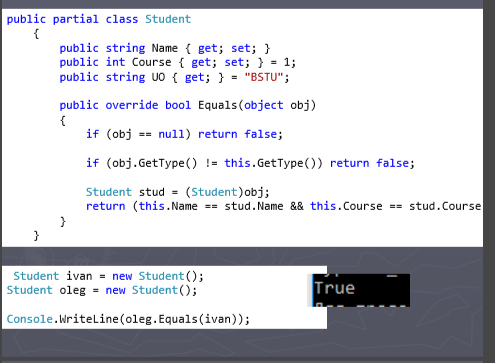 public partial class Student
{
public string Name { get; set; }
public int Course { get; set; } = 1;
public string UO { get; } = "BSTU";
public override bool Equals(object obj)
{
if (obj == null) return false;
if (obj.GetType() != this.GetType()) return false;
Student stud = (Student)obj;
return (this.Name == stud.Name && this.Course == stud.Course
}
}
Student ivan = new Student();
Student oleg = new Student();
True
Console.WriteLine(oleg.Equals(ivan));